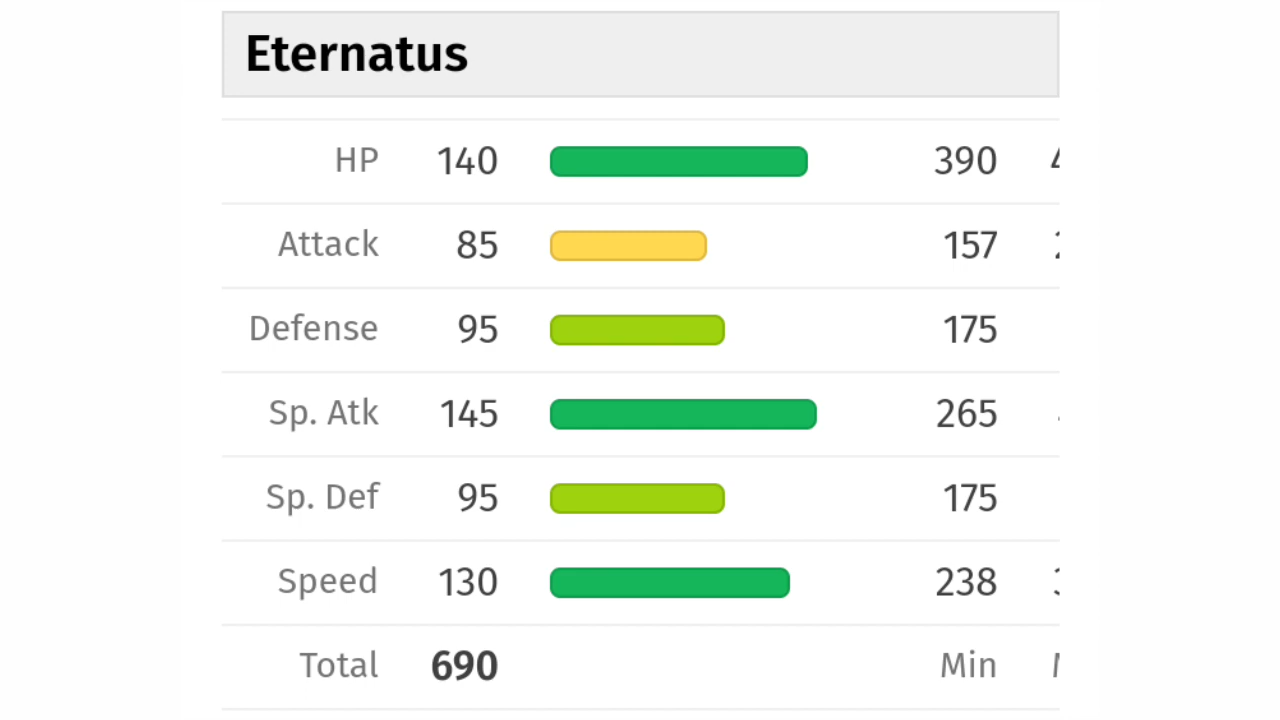 Eternatus
HP 140 390
Attack 85 157
Defense 95 175
Sp. Atk 145 265
Sp. Def 95 175
Speed 130 238
Total 690 Min